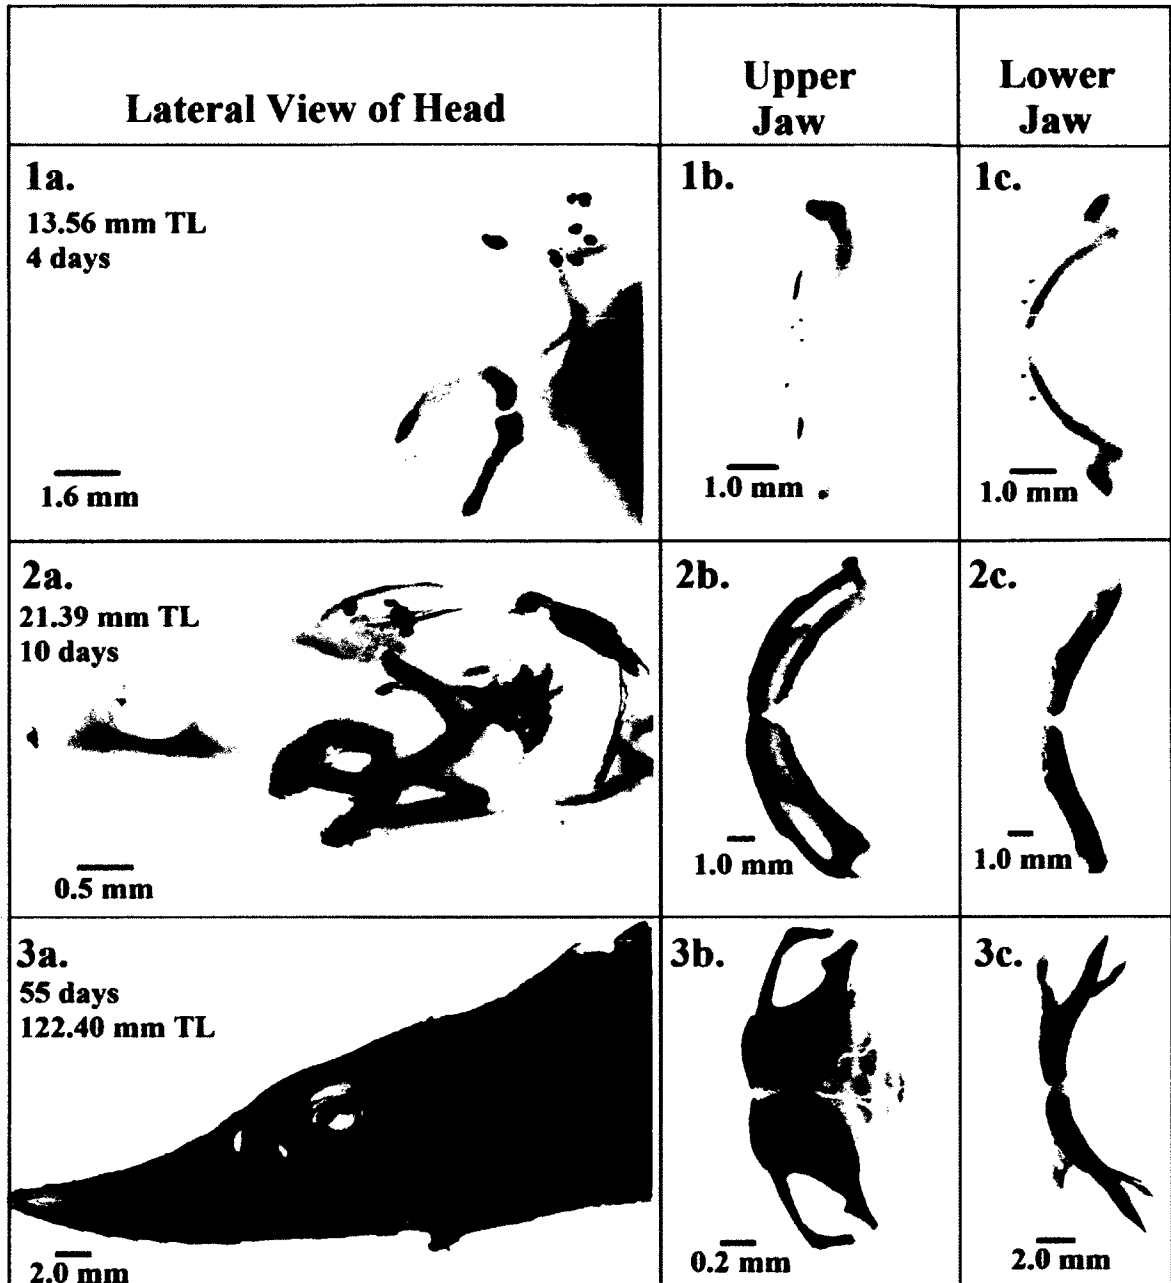 Lateral View of Head
Upper
Jaw
Lower
Jaw
1a.
13.56 mm TL
4 days
1.6 mm
1b.
1.0 mm
1c.
1.0 mm
2a.
21.39 mm TL
10 days
0.5 mm
2b.
1.0 mm
2c.
1.0 mm
3a.
55 days
122.40 mm TL
2.0 mm
3b.
0.2 mm
3c.
2.0 mm